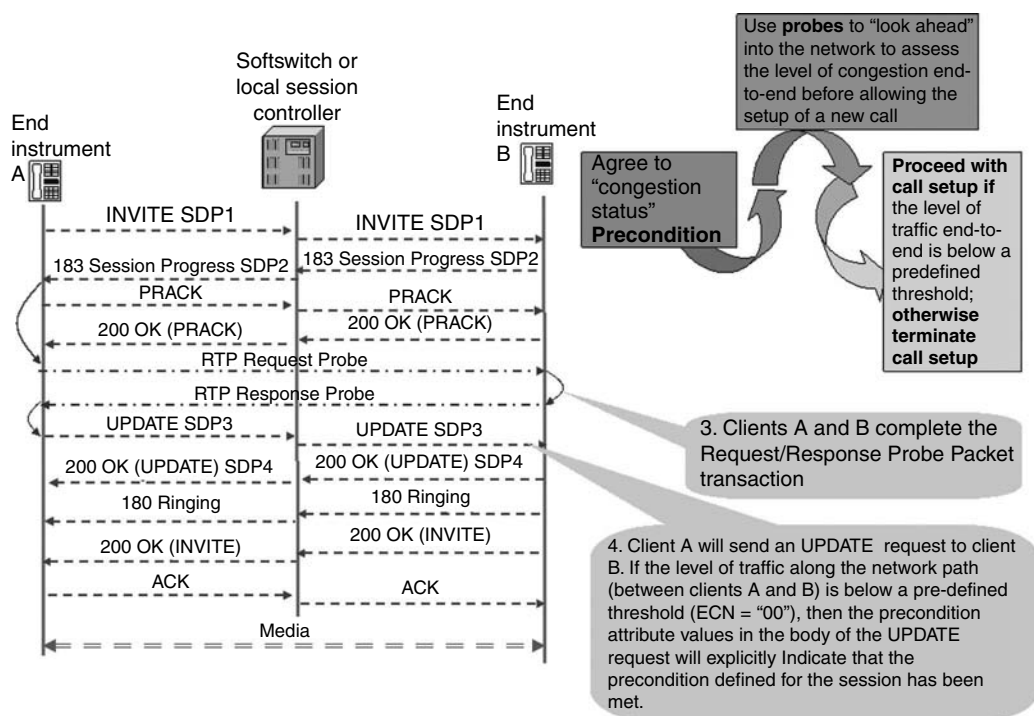 Softswitch or
local session
controller
End
instrument
A
End
instrument
B
INVITE SDP1
INVITE SDP1
183 Session Progress SDP2
183 Session Progress SDP2
PRACK
PRACK
200 OK (PRACK)
200 OK (PRACK)
RTP Request Probe
RTP Response Probe
UPDATE SDP3
UPDATE SDP3
200 OK (UPDATE) SDP4
200 OK (UPDATE) SDP4
180 Ringing
180 Ringing
200 OK (INVITE)
200 OK (INVITE)
ACK
ACK
Media
Agree to
“congestion
status”
Precondition
Use probes to “look ahead”
into the network to assess
the level of congestion end-
to-end before allowing the
setup of a new call
Proceed with
call setup if
the level of
traffic end-to-
end is below a
predefined
threshold;
otherwise
terminate
call setup
3. Clients A and B complete the
Request/Response Probe Packet
transaction
4. Client A will send an UPDATE request to client
B. If the level of traffic along the network path
(between clients A and B) is below a pre-defined
threshold (ECN = “00”), then the precondition
attribute values in the body of the UPDATE
request will explicitly Indicate that the
precondition defined for the session has been
met.